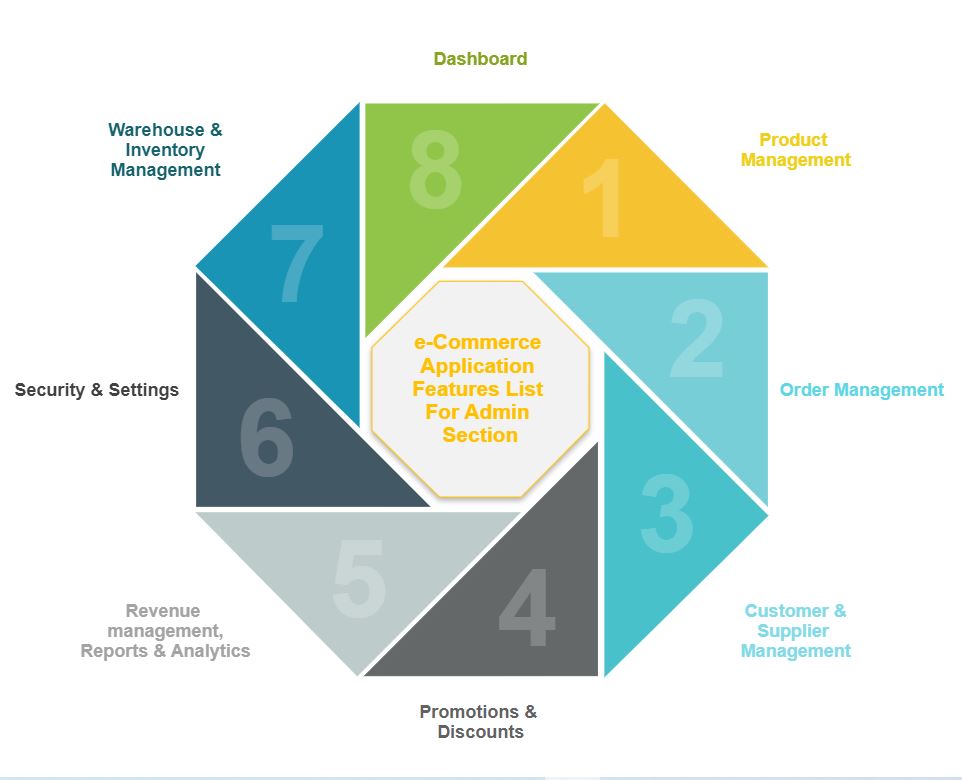 Dashboard
Warehouse &
Inventory
Management
Product
Management
8
1
7
2
e-Commerce
Application
Features List
For Admin
Section
Security & Settings
Order Management
6
3
5
4
Revenue
management,
Reports & Analytics
Customer &
Supplier
Management
Promotions &
Discounts